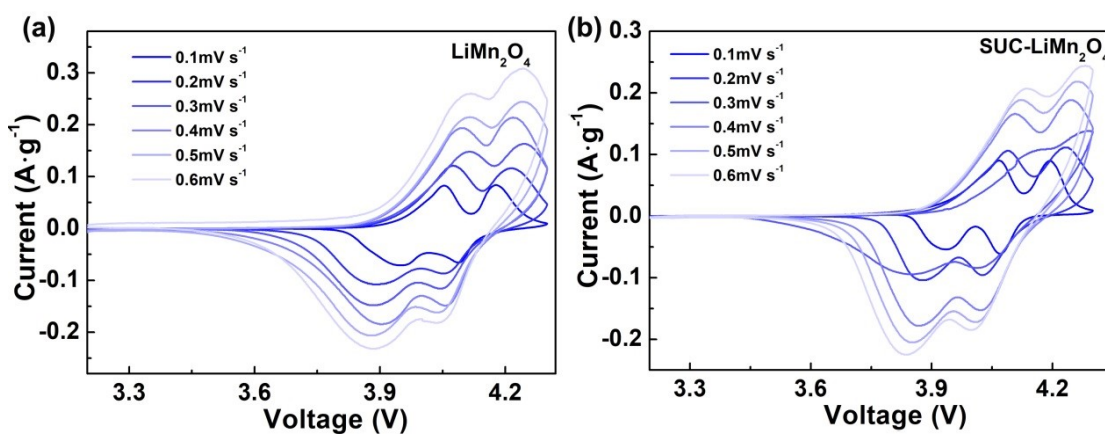 (a)
LiMn₂O₄
0.1mV s⁻¹
0.2mV s⁻¹
0.3mV s⁻¹
0.4mV s⁻¹
0.5mV s⁻¹
0.6mV s⁻¹
0.3
0.2
0.1
0.0
-0.1
-0.2
Current (A·g⁻¹)
3.3 3.6 3.9 4.2
Voltage (V)
(b)
SUC-LiMn₂O₄
0.1mV s⁻¹
0.2mV s⁻¹
0.3mV s⁻¹
0.4mV s⁻¹
0.5mV s⁻¹
0.6mV s⁻¹
0.3
0.2
0.1
0.0
-0.1
-0.2
Current (A·g⁻¹)
3.3 3.6 3.9 4.2
Voltage (V)